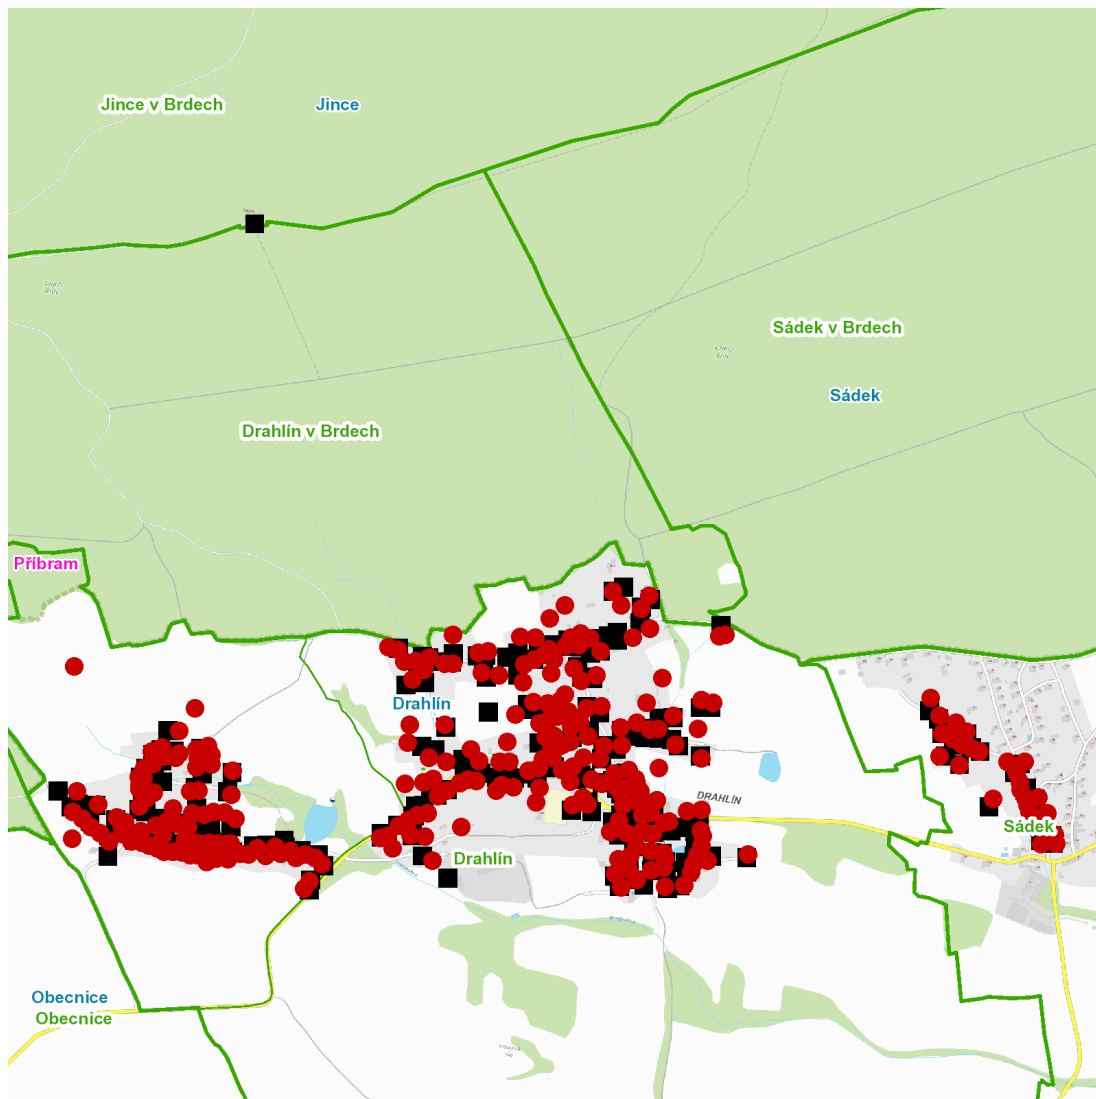 Jince v Brdech
Jince
Sádek v Brdech
Sádek
Drahlín v Brdech
Příbram
Drahlín
DRAHLÍN
Sádek
Drahlín
Obecnice
Obecnice